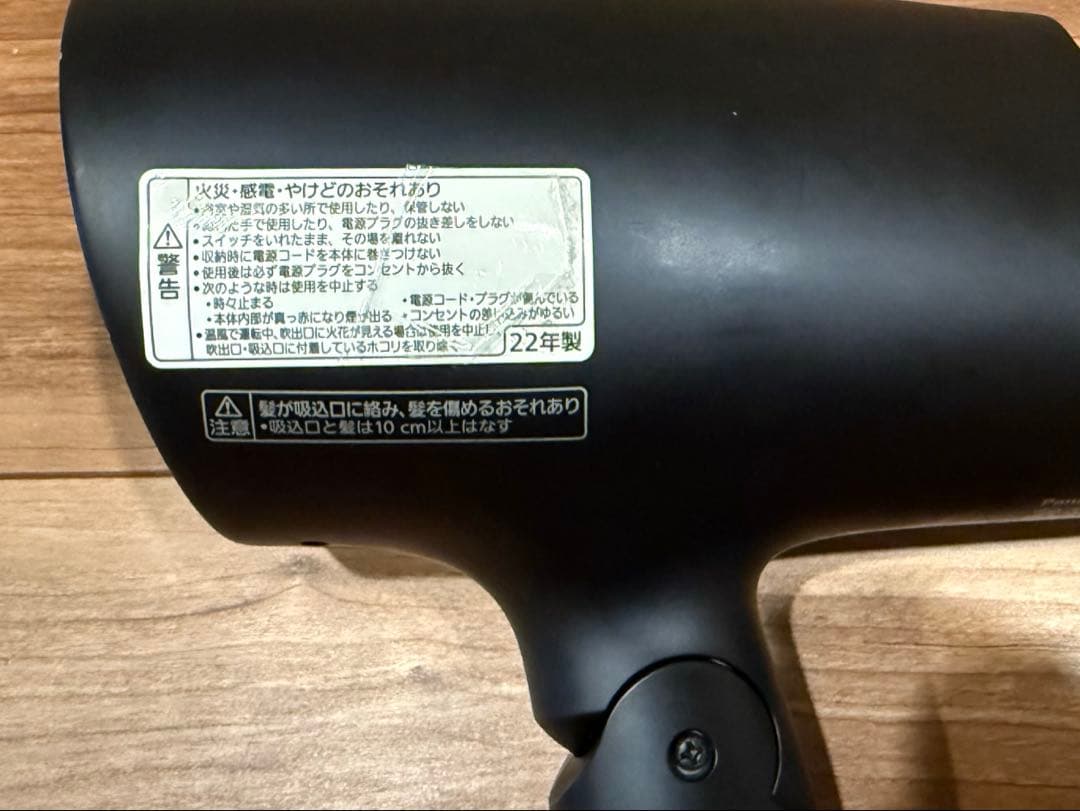 警告
火災・感電・やけどのおそれあり
•浴室や湿気の多い所で使用したり、保管しない
手で使用したり、電源プラグの抜き差しをしない
•スイッチをいれたまま、その場を離れない
•収納時に電源コードを本体に巻きつけない
•使用後は必ず電源プラグをコンセントから抜く
•次のような時は使用を中止する
•時々止まる
•電源コード・プラグが傷んでいる
•本体内部が真っ赤になり煙が出る
•コンセントの差し込みがゆるい
•温風で運転中、吹出口に火花が見える場合は使用を中止し、
吹出口・吸込口に付着しているホコリを取り除く
22年製
注意
髪が吸込口に絡み、髪を傷めるおそれあり
•吸込口と髪は10 cm以上はなす